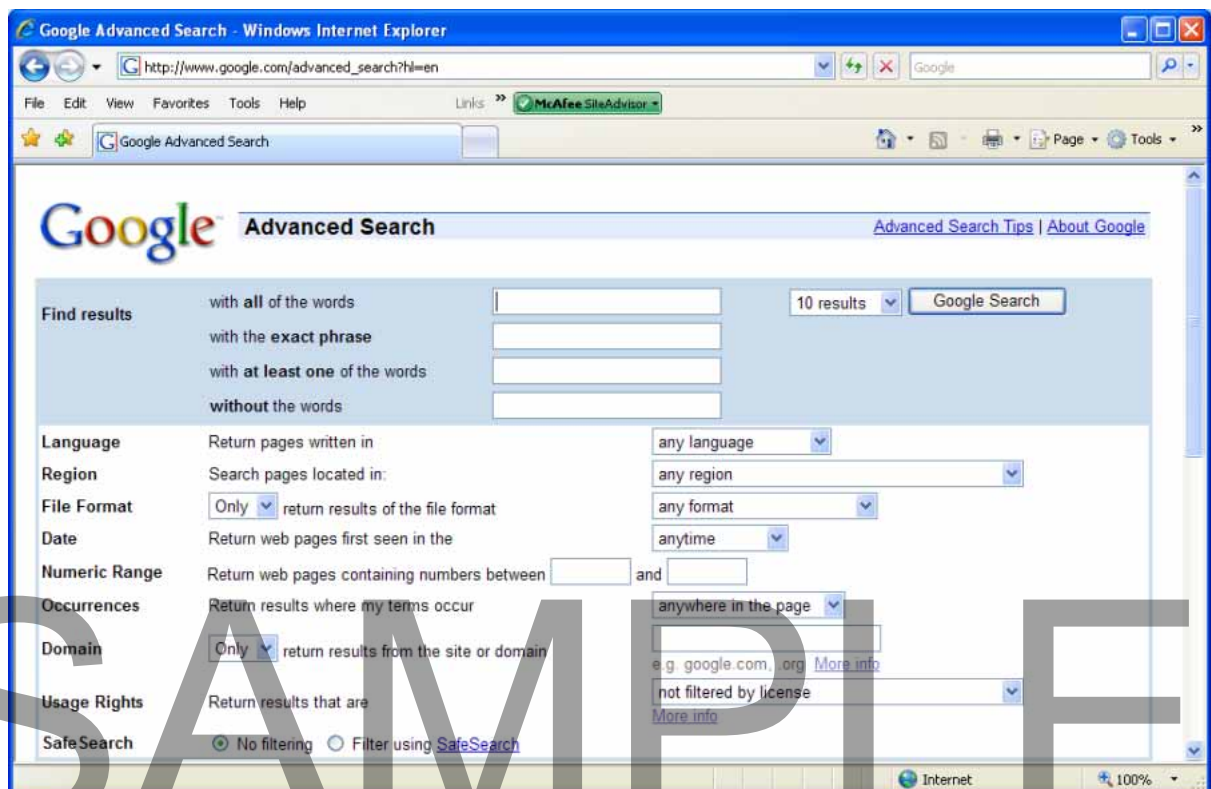 Google Advanced Search - Windows Internet Explorer
http://www.google.com/advanced_search?hl=en Google
File Edit View Favorites Tools Help Links » McAfee SiteAdvisor
Google Advanced Search Page Tools »
Google™ Advanced Search Advanced Search Tips | About Google
Find results with all of the words 10 results Google Search
with the exact phrase
with at least one of the words
without the words
Language Return pages written in any language
Region Search pages located in: any region
File Format Only return results of the file format any format
Date Return web pages first seen in the anytime
Numeric Range Return web pages containing numbers between and
Occurrences Return results where my terms occur anywhere in the page
Domain Only return results from the site or domain
e.g. google.com, .org More info
Usage Rights Return results that are not filtered by license
More info
SafeSearch No filtering Filter using SafeSearch
Internet 100%
SAMPLE